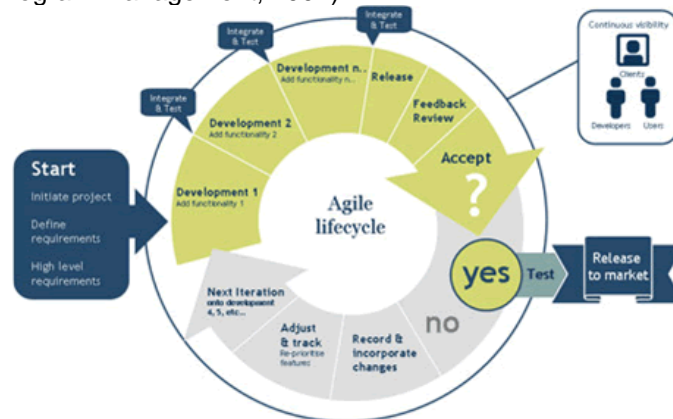 Integrate
& Test
Integrate
& Test
Integrate
& Test
Continuous visibility
Clients
Developers
Users
Start
Initiate project
Define
requirements
High level
requirements
Development 1
Add functionality 1
Development 2
Add functionality 2
Development n..
Add functionality n...
Release
Feedback
Review
Accept
?
Agile
lifecycle
yes
Test
Release
to market
no
Record &
incorporate
changes
Adjust
& track
Re-prioritise
features
Next Iteration
onto development
4, 5, etc...